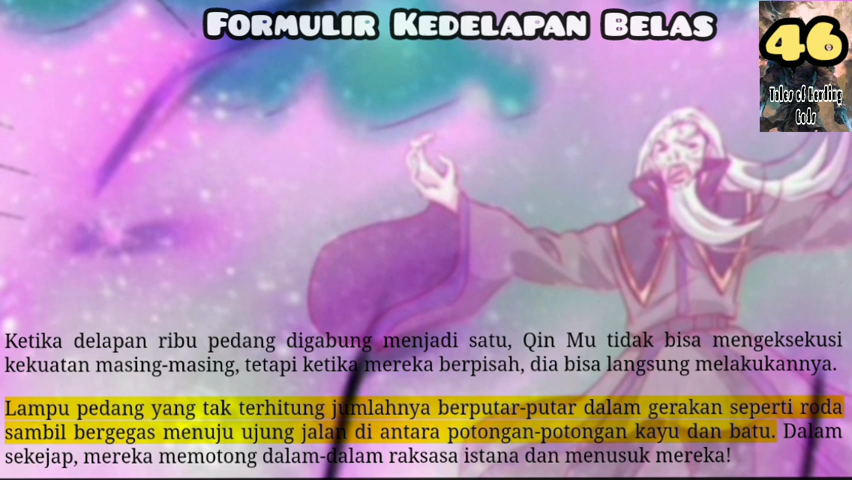 FORMULIR KEDELAPAN BELAS
46
Tales of Herding
Gods
Ketika delapan ribu pedang digabung menjadi satu, Qin Mu tidak bisa mengeksekusi
kekuatan masing-masing, tetapi ketika mereka berpisah, dia bisa langsung melakukannya.
Lampu pedang yang tak terhitung jumlahnya berputar-putar dalam gerakan seperti roda
sambil bergegas menuju ujung jalan di antara potongan-potongan kayu dan batu. Dalam
sekejap, mereka memotong dalam-dalam raksasa istana dan menusuk mereka!